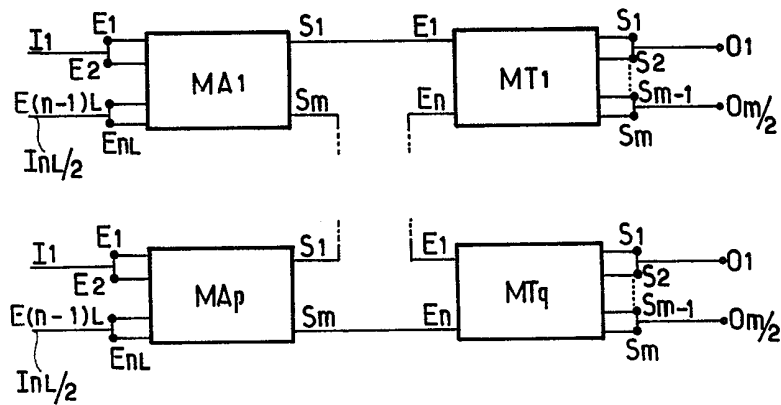 I1 E1 MA1 S1 E1 MT1 S1 O1
E2 S2
E(n-1)L Sm En Sm-1 Om/2
EnL Sm
InL/2
I1 E1 MAp S1 E1 MTq S1 O1
E2 S2
E(n-1)L Sm En Sm-1 Om/2
EnL Sm
InL/2